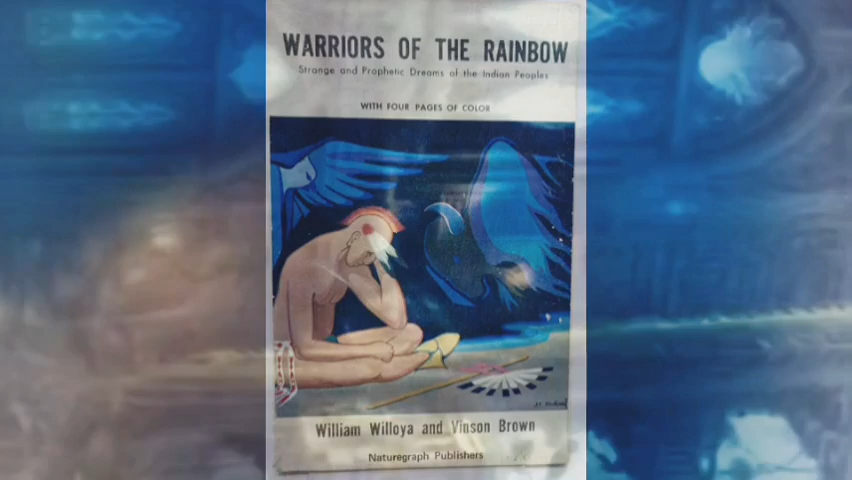 WARRIORS OF THE RAINBOW
Strange and Prophetic Dreams of the Indian Peoples
WITH FOUR PAGES OF COLOR
William Willoya and Vinson Brown
Naturegraph Publishers